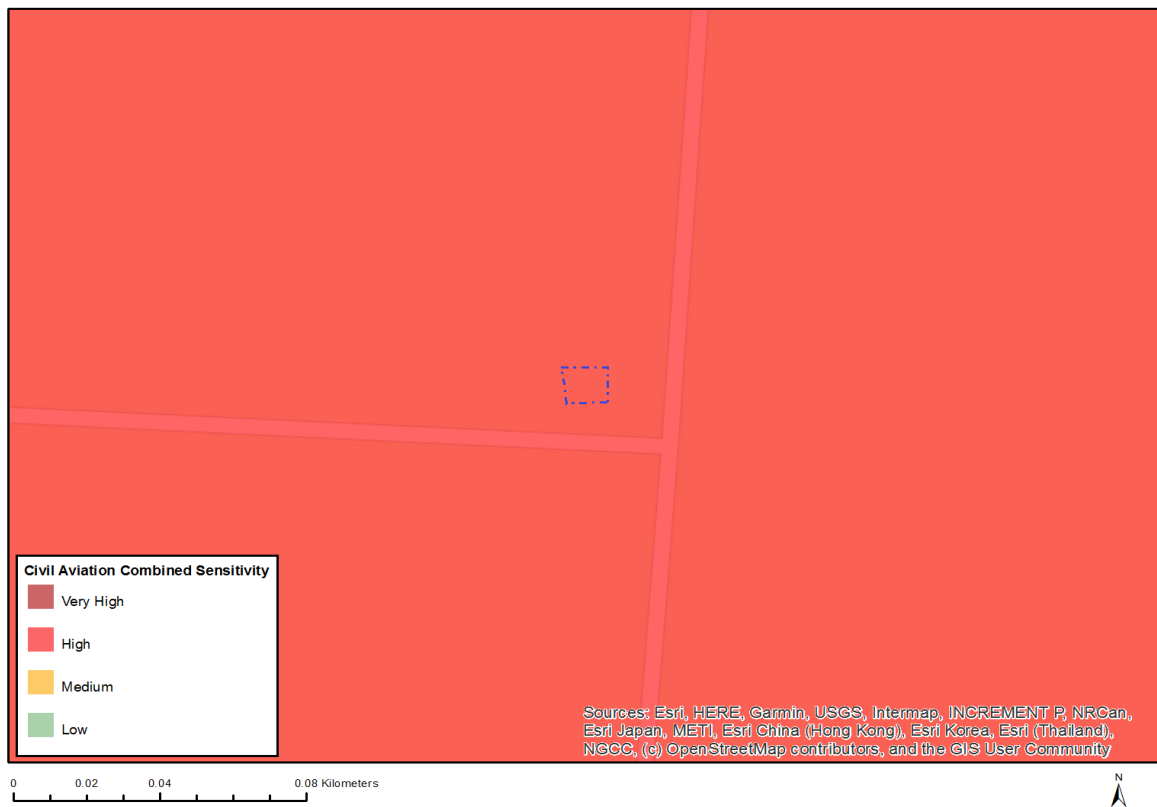 Civil Aviation Combined Sensitivity
Very High
High
Medium
Low
Sources: Esri, HERE, Garmin, USGS, Intermap, INCREMENT P, NRCan,
Esri Japan, METI, Esri China (Hong Kong), Esri Korea, Esri (Thailand),
NGCC, (c) OpenStreetMap contributors, and the GIS User Community
0 0.02 0.04 0.08 Kilometers
N